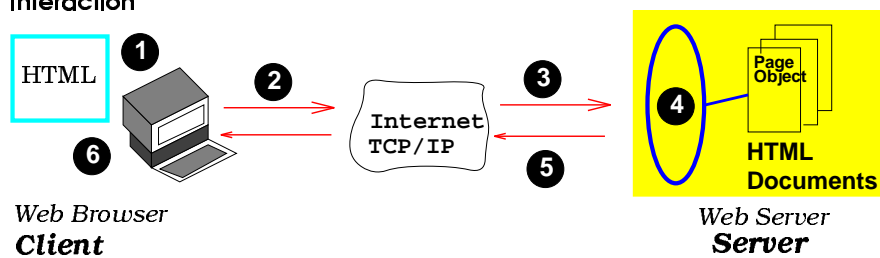 Interaction
1
HTML
2
3
Page
Object
4
Internet
TCP/IP
6
5
HTML
Documents
Web Browser
Client
Web Server
Server